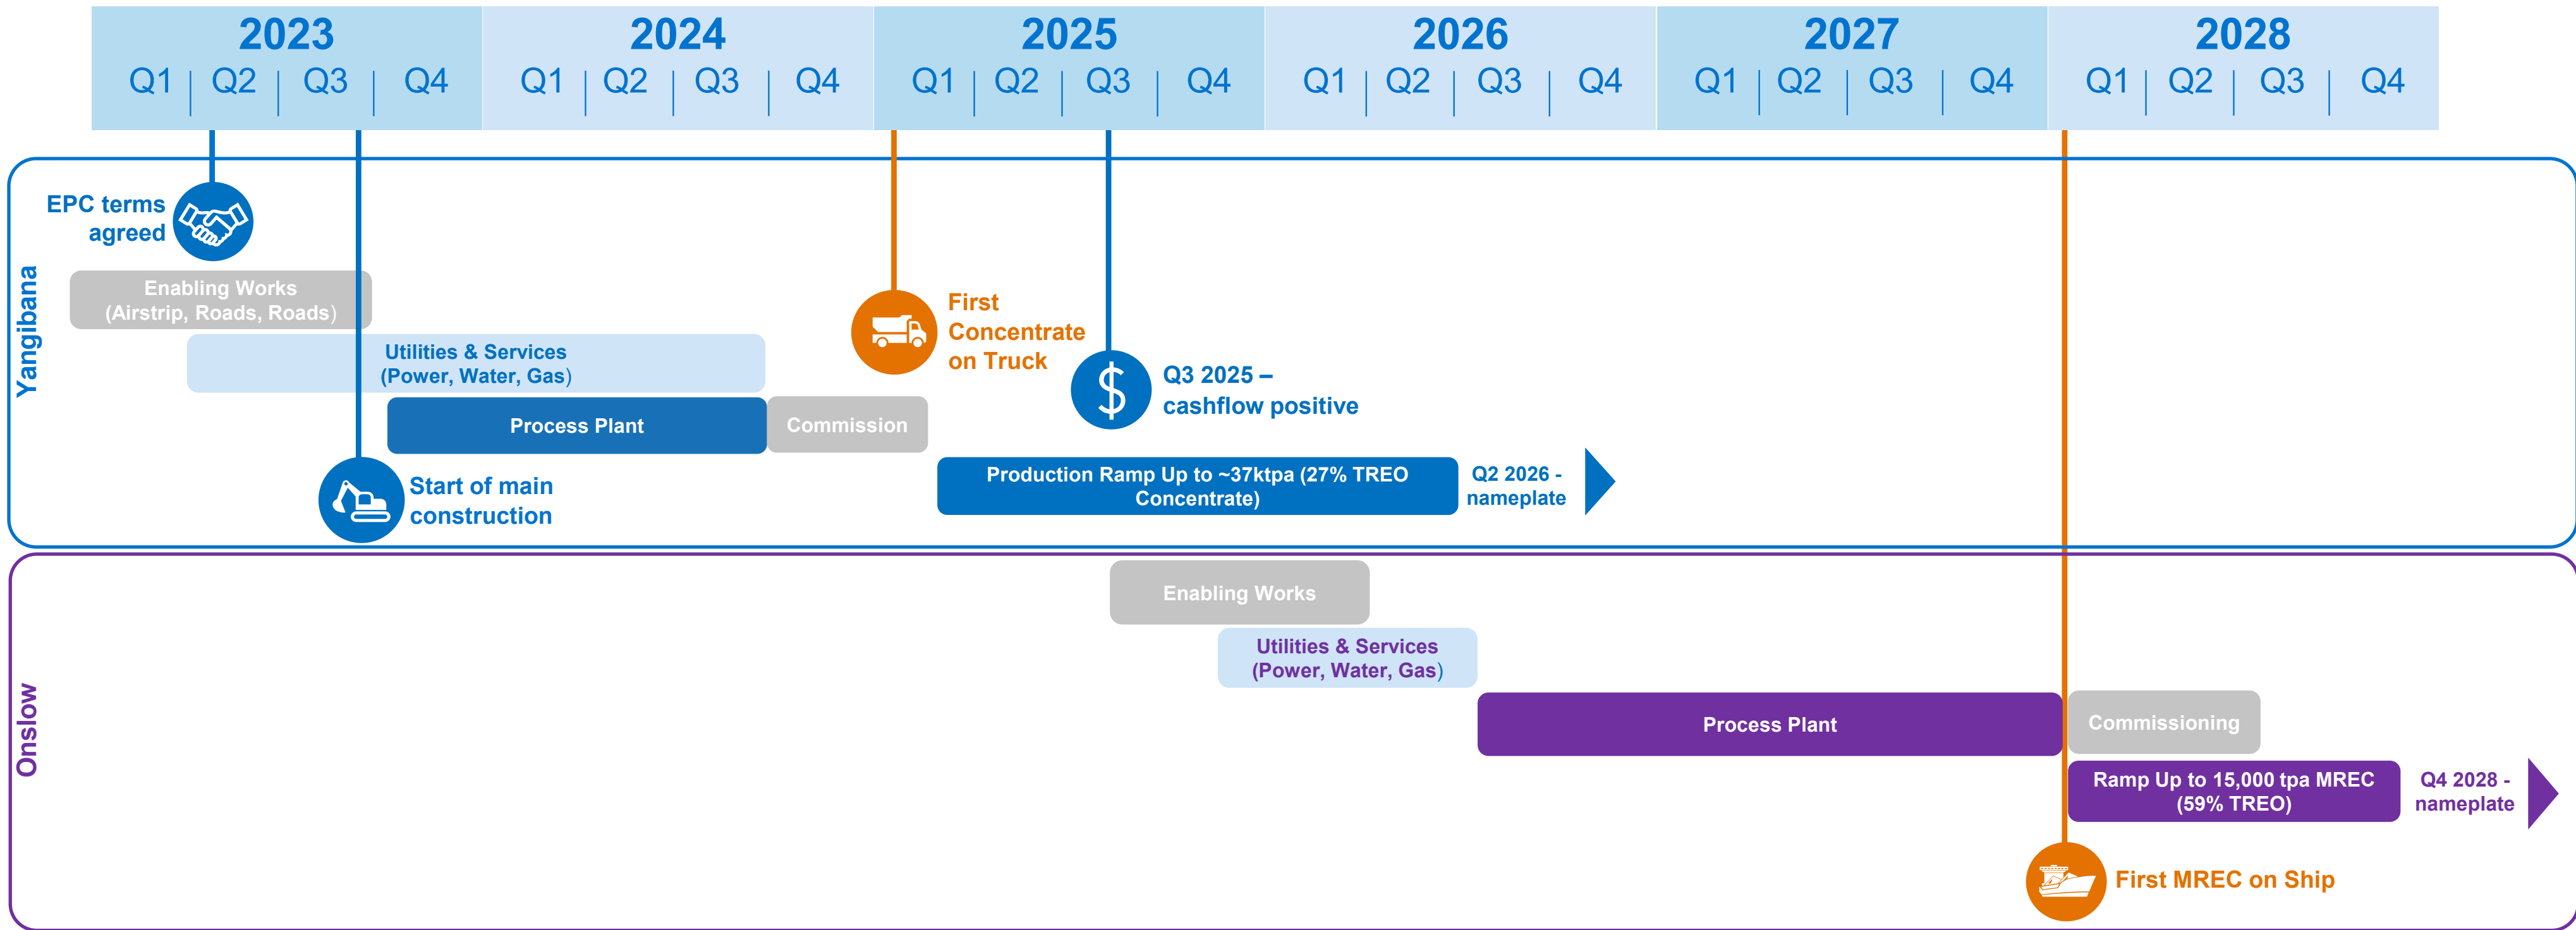 2023
2024
2025
2026
2027
2028
Q1 Q2 Q3 Q4
Q1 Q2 Q3 Q4
Q1 Q2 Q3 Q4
Q1 Q2 Q3 Q4
Q1 Q2 Q3 Q4
Q1 Q2 Q3 Q4
Yangibana
EPC terms
agreed
Enabling Works
(Airstrip, Roads, Roads)
Utilities & Services
(Power, Water, Gas)
First
Concentrate
on Truck
Q3 2025 –
cashflow positive
Process Plant
Commission
Start of main
construction
Production Ramp Up to ~37ktpa (27% TREO
Concentrate)
Q2 2026 -
nameplate
Onslow
Enabling Works
Utilities & Services
(Power, Water, Gas)
Process Plant
Commissioning
Ramp Up to 15,000 tpa MREC
(59% TREO)
Q4 2028 -
nameplate
First MREC on Ship